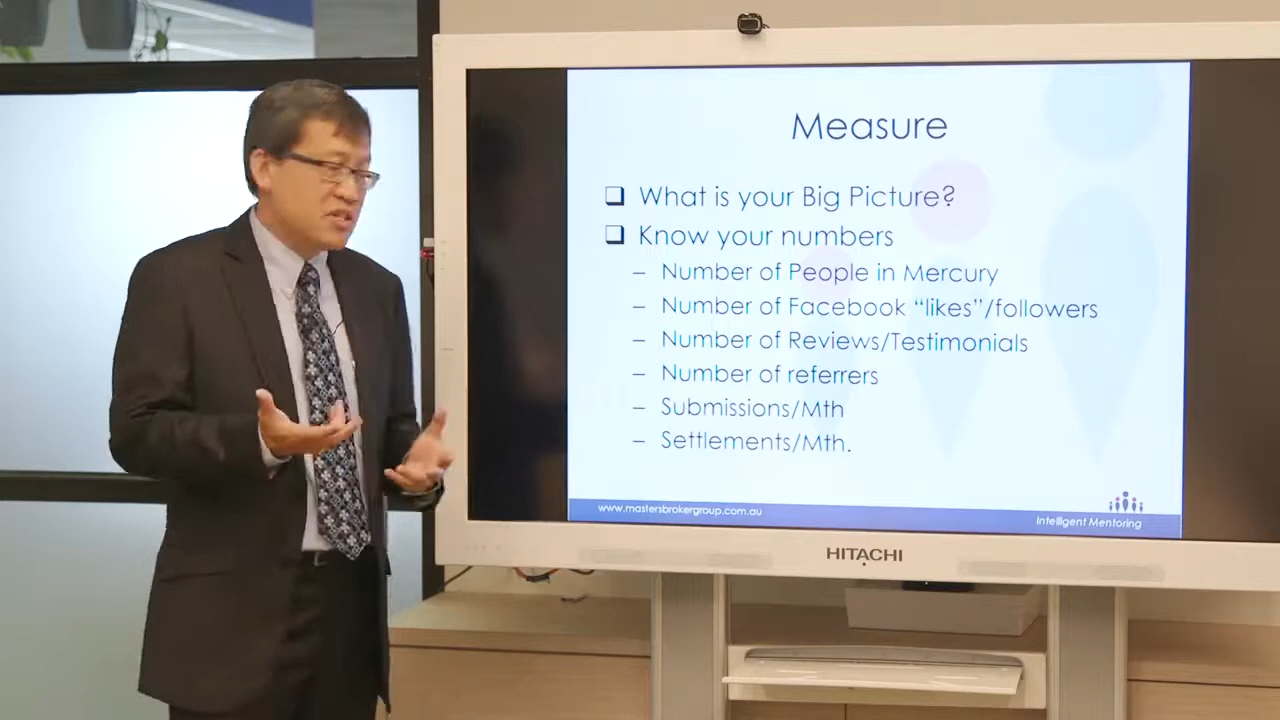 Measure
❑ What is your Big Picture?
❑ Know your numbers
– Number of People in Mercury
– Number of Facebook “likes”/followers
– Number of Reviews/Testimonials
– Number of referrers
– Submissions/Mth
– Settlements/Mth.
www.mastersbrokergroup.com.au
Intelligent Mentoring
HITACHI